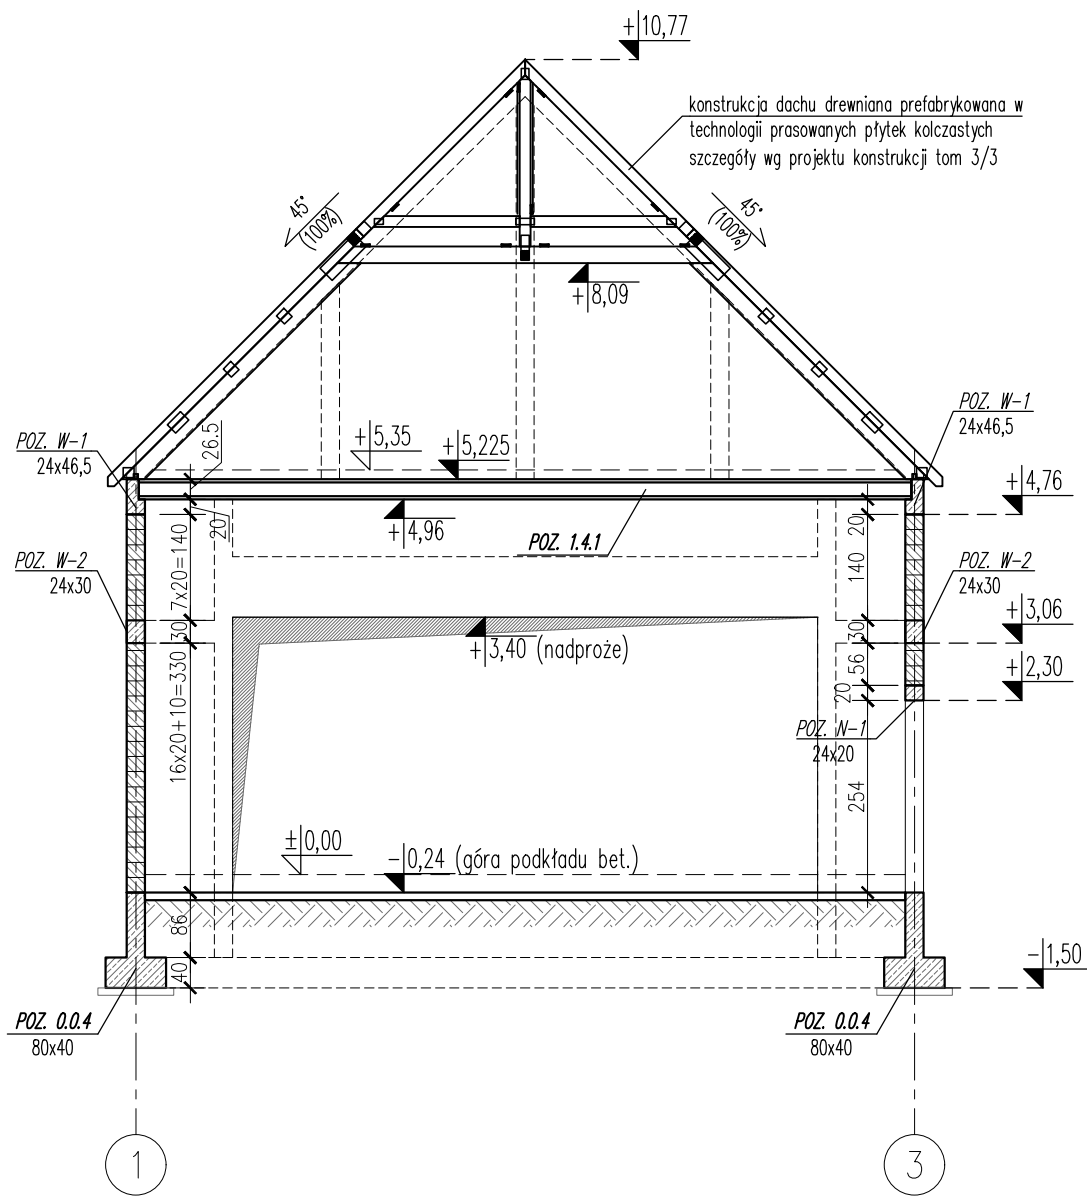 +10,77
konstrukcja dachu drewniana prefabrykowana w
technologii prasowanych płytek kolczastych
szczegóły wg projektu konstrukcji tom 3/3
45°
(100%)
45°
(100%)
+8,09
POZ. W-1
24x46,5
26.5
+5,35
+5,225
POZ. W-1
24x46,5
+4,76
20
+4,96
POZ. 1.4.1
20
7x20=140
140
POZ. W-2
24x30
POZ. W-2
24x30
30
30
+3,06
+3,40 (nadproże)
56
+2,30
20
16x20+10=330
POZ. N-1
24x20
254
±0,00
-0,24 (góra podkładu bet.)
86
40
-1,50
POZ. 0.0.4
80x40
POZ. 0.0.4
80x40
1
3